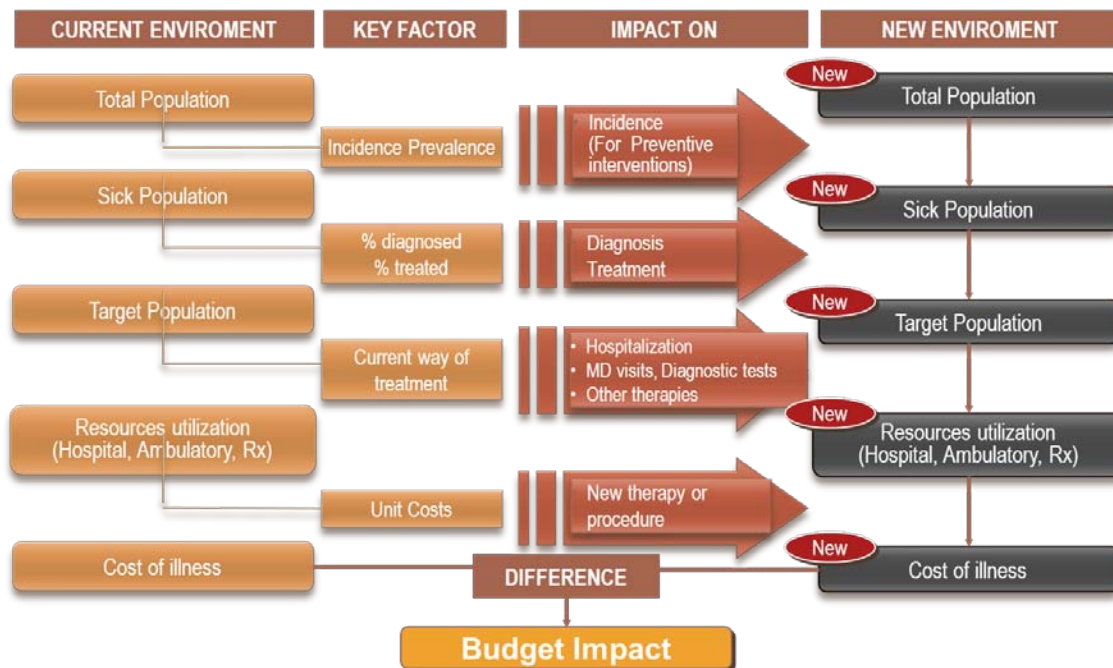 CURRENT ENVIROMENT
KEY FACTOR
IMPACT ON
NEW ENVIROMENT
Total Population
Incidence Prevalence
• Incidence
(For Preventive
interventions)
New
Total Population
Sick Population
% diagnosed
% treated
Diagnosis
Treatment
New
Sick Population
Target Population
Current way of
treatment
• Hospitalization
• MD visits, Diagnostic tests
• Other therapies
New
Target Population
Resources utilization
(Hospital, Ambulatory, Rx)
Unit Costs
New therapy or
procedure
New
Resources utilization
(Hospital, Ambulatory, Rx)
Cost of illness
DIFFERENCE
New
Cost of illness
Budget Impact